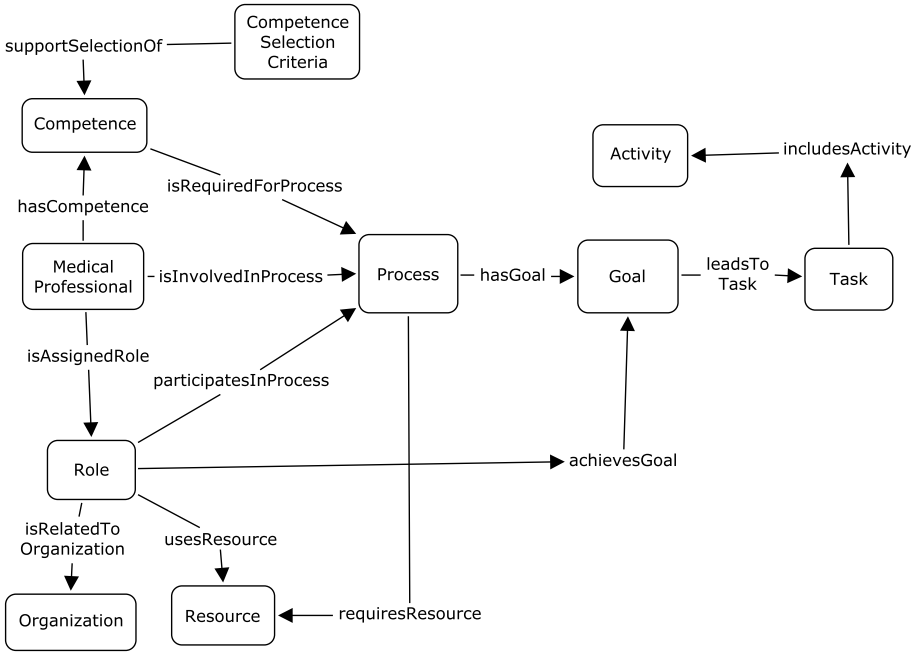 Competence
Selection
Criteria
supportSelectionOf
Competence
Activity
includesActivity
isRequiredForProcess
hasCompetence
Medical
Professional
isInvolvedInProcess
Process
hasGoal
Goal
leadsTo
Task
Task
isAssignedRole
participatesInProcess
Role
achievesGoal
isRelatedTo
Organization
usesResource
Organization
Resource
requiresResource